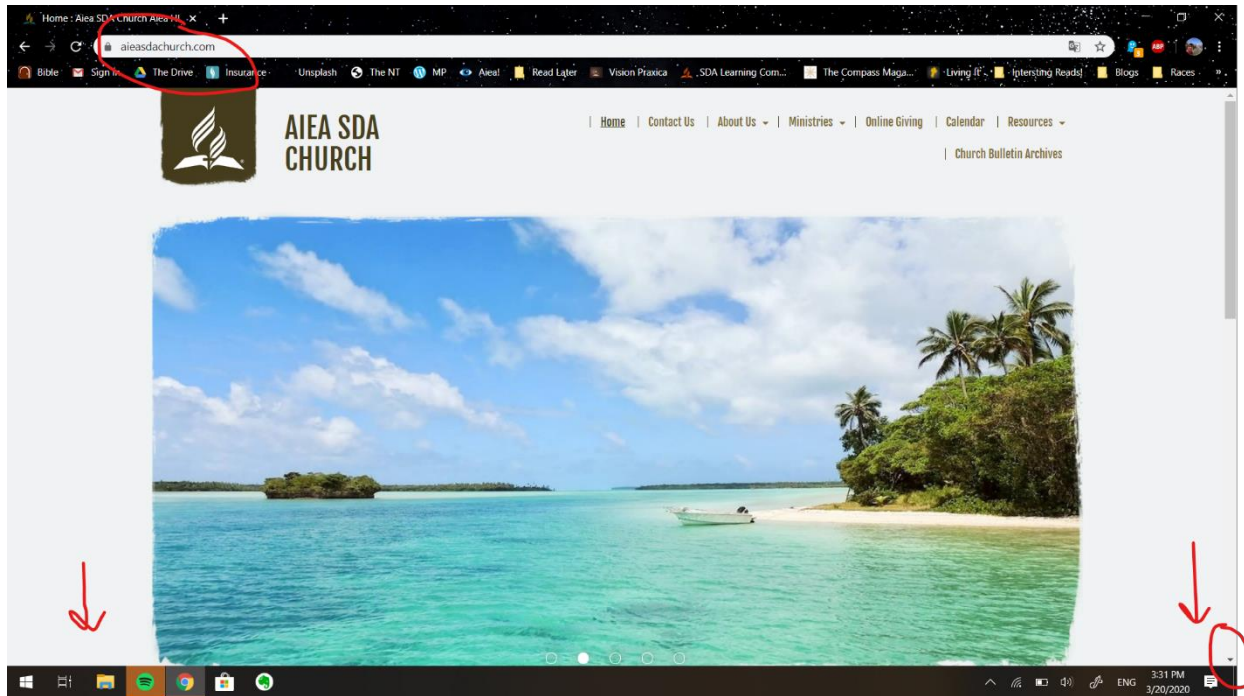 Home : Aiea SDA Church Aiea HI
aieasdachurch.com
Bible Sign in The Drive Insurance Unsplash The NT MP Aiea! Read Later Vision Praxica SDA Learning Com... The Compass Maga... Living It Intersting Reads! Blogs Races »
AIEA SDA
CHURCH
| Home | Contact Us | About Us | Ministries | Online Giving | Calendar | Resources
| Church Bulletin Archives
ENG 3:31 PM
3/20/2020